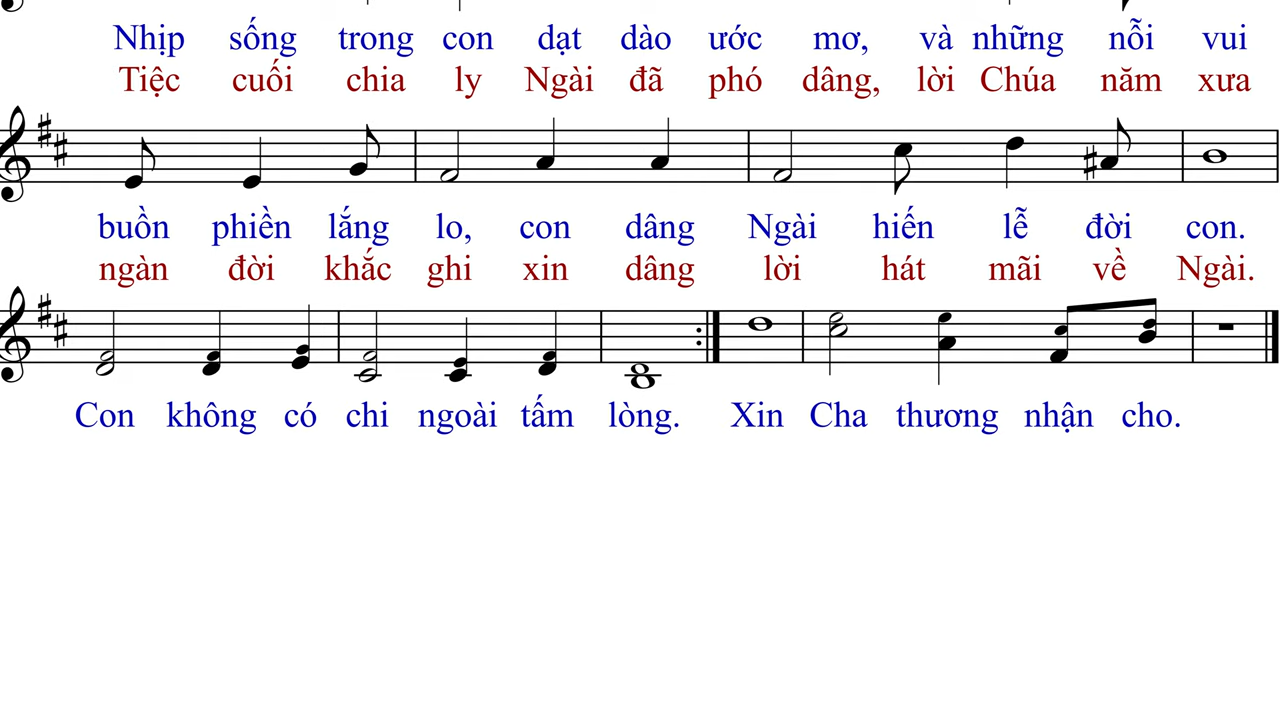 Nhịp sống trong con dạt dào ước mơ, và những nỗi vui
Tiệc cuối chia ly Ngài đã phó dâng, lời Chúa năm xưa
buồn phiền lắng lo, con dâng Ngài hiến lễ đời con.
ngàn đời khắc ghi xin dâng lời hát mãi về Ngài.
Con không có chi ngoài tấm lòng. Xin Cha thương nhận cho.